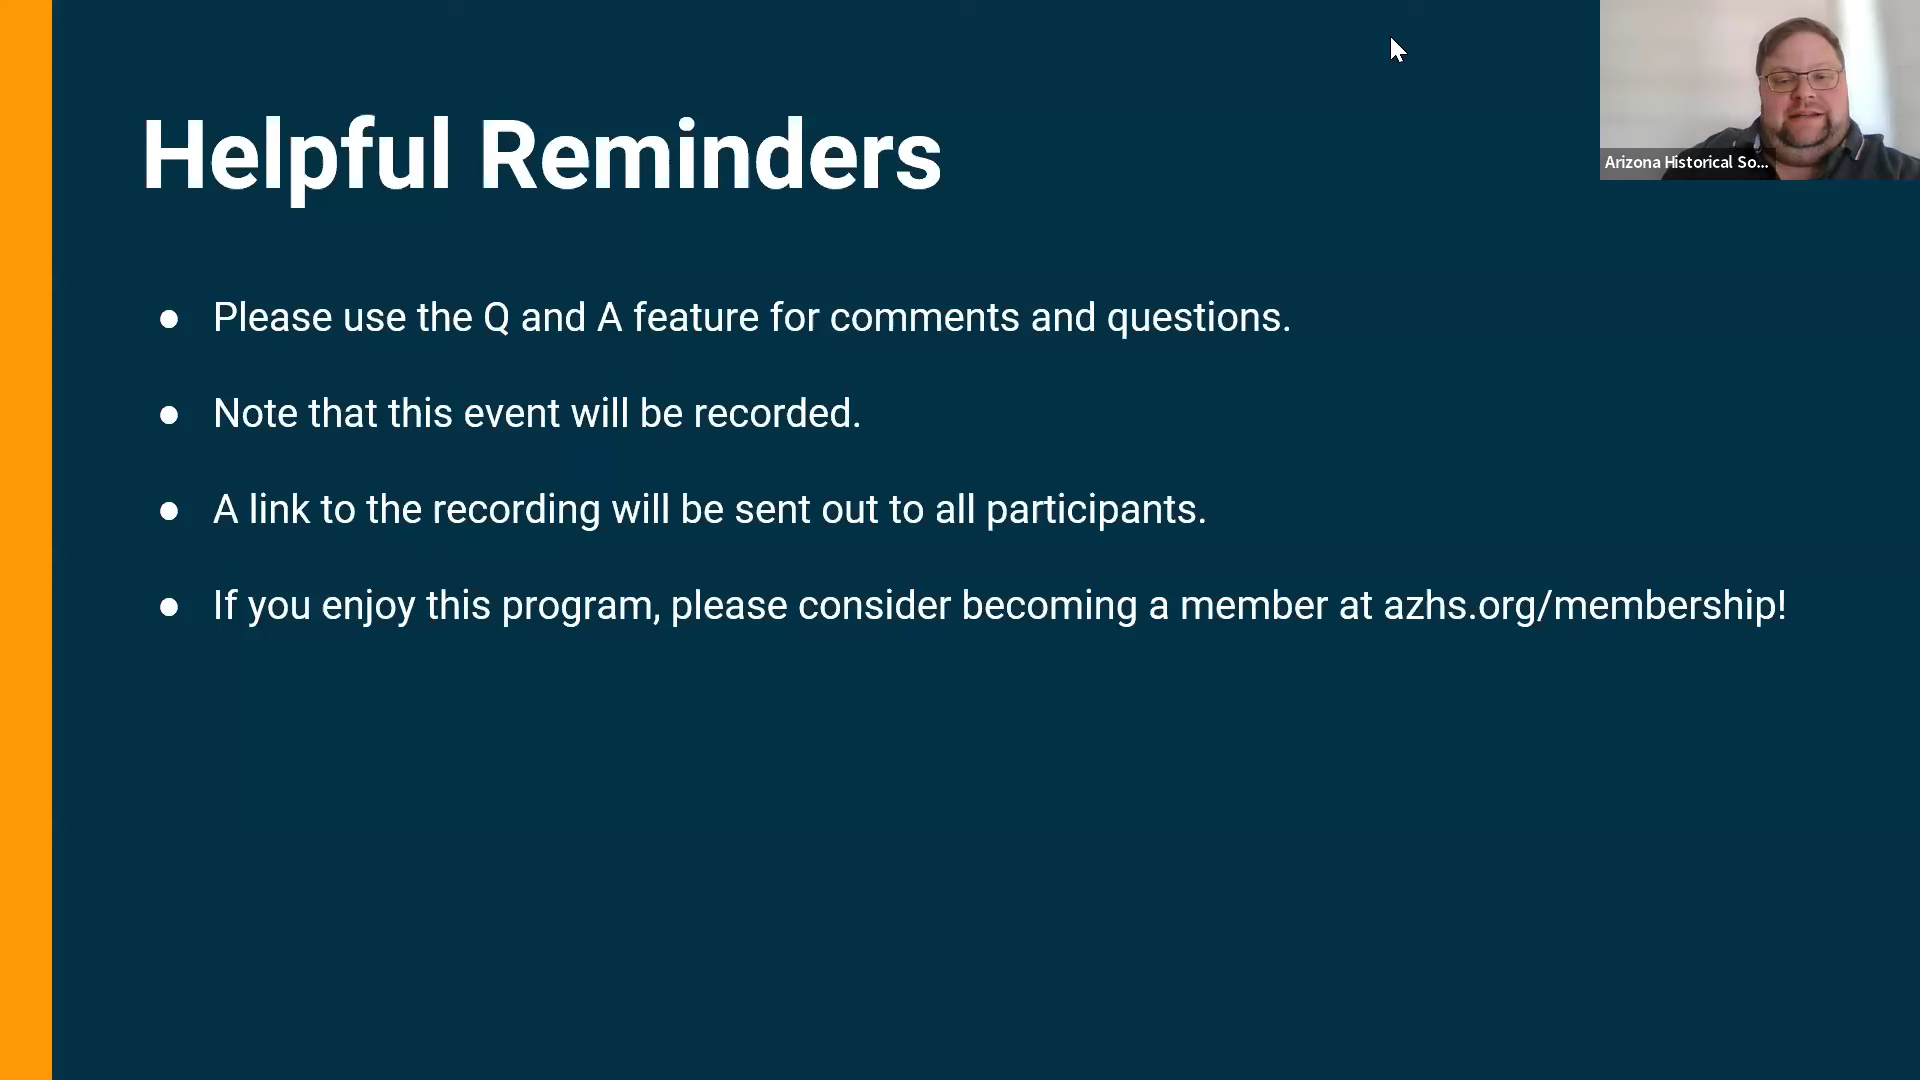 Helpful Reminders
Arizona Historical So...
● Please use the Q and A feature for comments and questions.
● Note that this event will be recorded.
● A link to the recording will be sent out to all participants.
● If you enjoy this program, please consider becoming a member at azhs.org/membership!